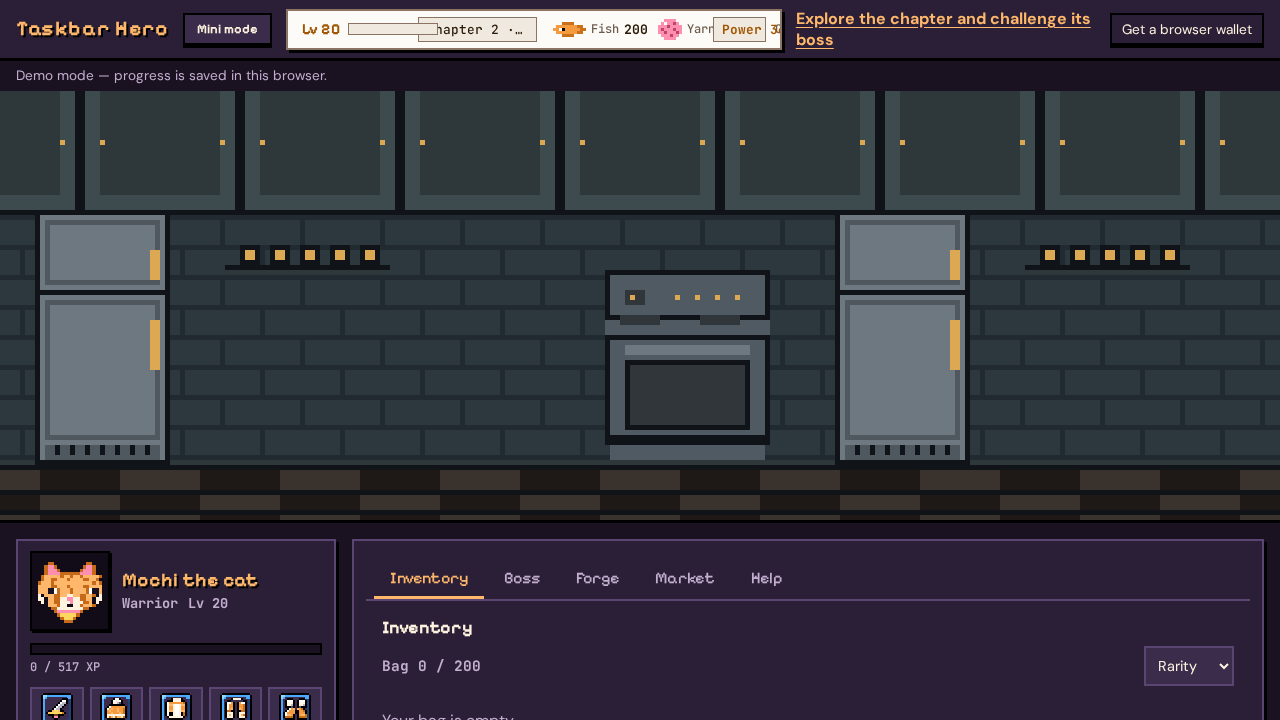 Taskbar Hero
Mini mode
Lv 20
hapter 2 ·…
Fish 200
Yarn
Power
Explore the chapter and challenge its
boss
Get a browser wallet
Demo mode — progress is saved in this browser.
Mochi the cat
Warrior Lv 20
0 / 517 XP
Inventory
Boss
Forge
Market
Help
Inventory
Bag 0 / 200
Rarity
Your bag is empty